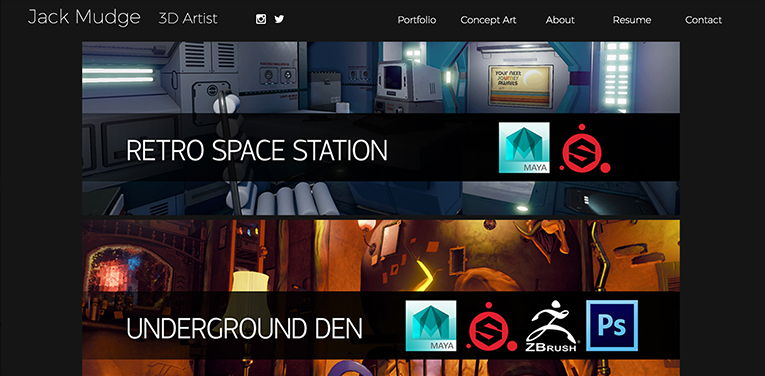 Jack Mudge 3D Artist Portfolio Concept Art About Resume Contact
YOUR NEXT
JOURNEY
AWAITS
RETRO SPACE STATION
MAYA
UNDERGROUND DEN
MAYA
ZBRUSH
Ps